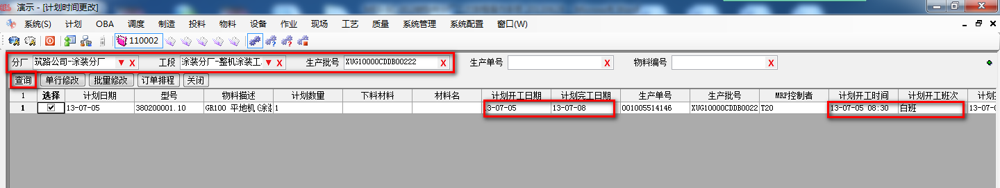 演示 - [计划时间更改]
系统(S) 计划 OBA 调度 制造 投料 物料 设备 作业 现场 工艺 质量 系统管理 系统配置 窗口(W)
110002
分厂 筑路公司-涂装分厂 ▼ X 工段 涂装分厂-整机涂装工. ▼ X 生产批号 XUG10000CDDB00222 X 生产单号 X 物料编号 X
查询 单行修改 批量修改 订单排程 关闭
1 选择 计划日期 型号 物料描述 计划数量 下料材料 材料名 计划开工日期 计划完工日期 生产单号 生产批号 MRP控制者 计划开工时间 计划开工班次
1 13-07-05 380200001.10 GR100 平地机(涂装 1 13-07-05 13-07-08 001005514146 XUG10000CDDB0022 T20 13-07-05 08:30 白班 13-07-0